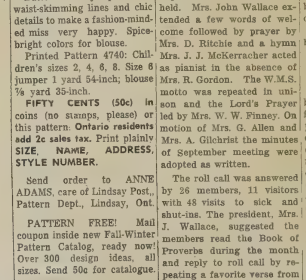 waist-skimming lines and chic
details to make a fashion-mind-
ed miss very happy. Spice-
bright colors for blouse.
Printed Pattern 4740: Chil-
dren's sizes 2, 4, 6, 8. Size 6
jumper 1 yard 54-inch; blouse
⅞ yard 35-inch.
FIFTY CENTS (50c) in
coins (no stamps, please) or
this pattern. Ontario residents
add 2c sales tax. Print plainly
SIZE, NAME, ADDRESS,
STYLE NUMBER.
Send order to ANNE
ADAMS, care of Lindsay Post,,
Pattern Dept., Lindsay, Ont.
PATTERN FREE! Mail
coupon inside new Fall-Winter
Pattern Catalog, ready now!
Over 300 design ideas, all
sizes. Send 50c for catalogue.
held. Mrs. John Wallace ex-
tended a few words of wel-
come followed by prayer by
Mrs. D. Ritchie and a hymn
Mrs. J. J. McKerracher acted
as pianist in the absence of
Mrs. R. Gordon. The W.M.S.
motto was repeated in uni-
son and the Lord's Prayer
led by Mrs. W. W. Finney. On
motion of Mrs. G. Allen and
Mrs. A. Gilchrist the minutes
of September meeting were
adopted as written.
The roll call was answered
by 26 members, 11 visitors
with 48 visits to sick and
shut-ins. The president, Mrs.
J. Wallace, suggested the
members read the Book of
Proverbs during the month
and reply to roll call by re-
peating a favorite verse from